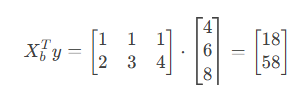 X_b^T y = [1 1 1; 2 3 4] · [4; 6; 8] = [18; 58]